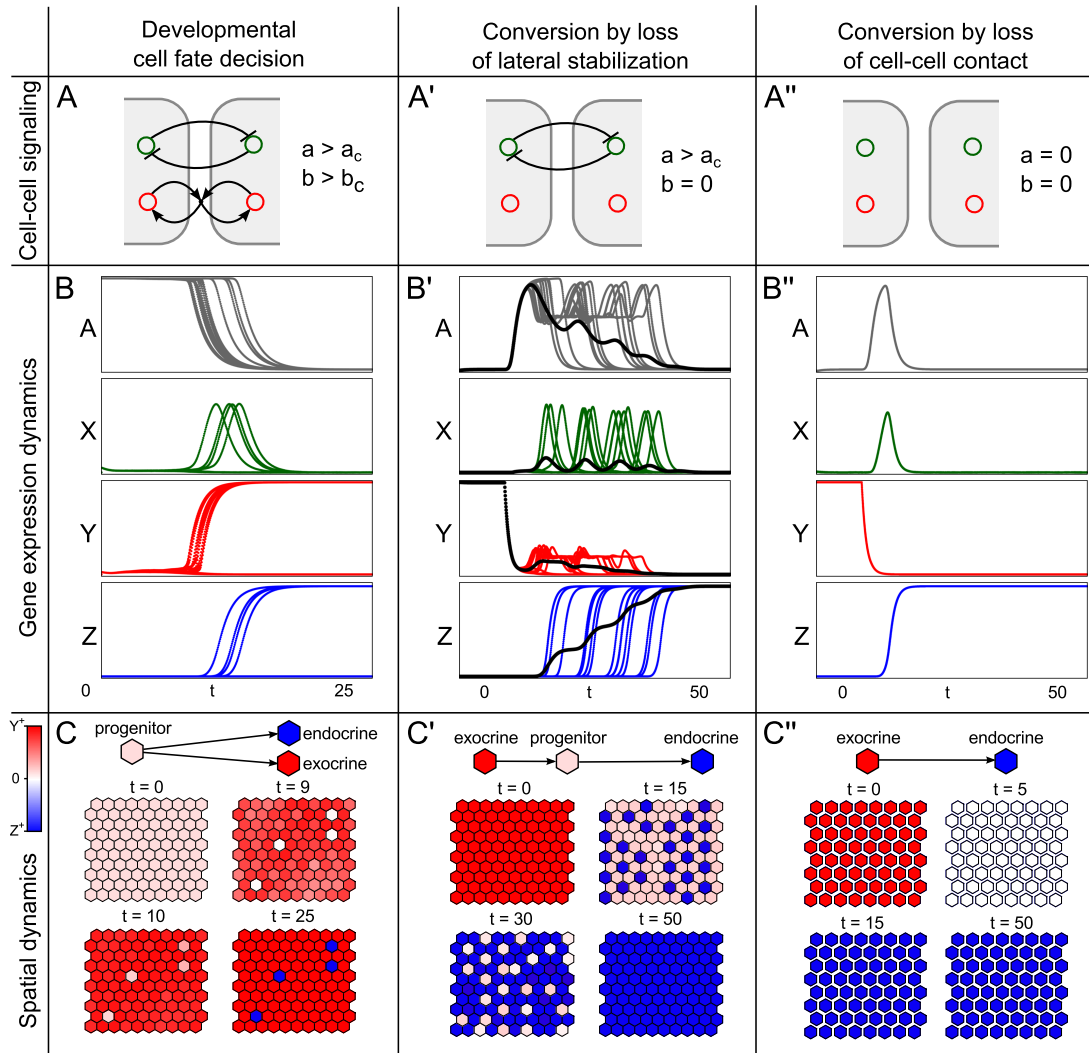 Developmental
cell fate decision
Conversion by loss
of lateral stabilization
Conversion by loss
of cell-cell contact
Cell-cell signaling
A
a > a_c
b > b_c
A'
a > a_c
b = 0
A''
a = 0
b = 0
Gene expression dynamics
B
A
X
Y
Z
0
t
25
B'
A
X
Y
Z
0
t
50
B''
A
X
Y
Z
0
t
50
Spatial dynamics
Y⁺
0
Z⁺
C
progenitor
endocrine
exocrine
t = 0
t = 9
t = 10
t = 25
C'
exocrine
progenitor
endocrine
t = 0
t = 15
t = 30
t = 50
C''
exocrine
endocrine
t = 0
t = 5
t = 15
t = 50